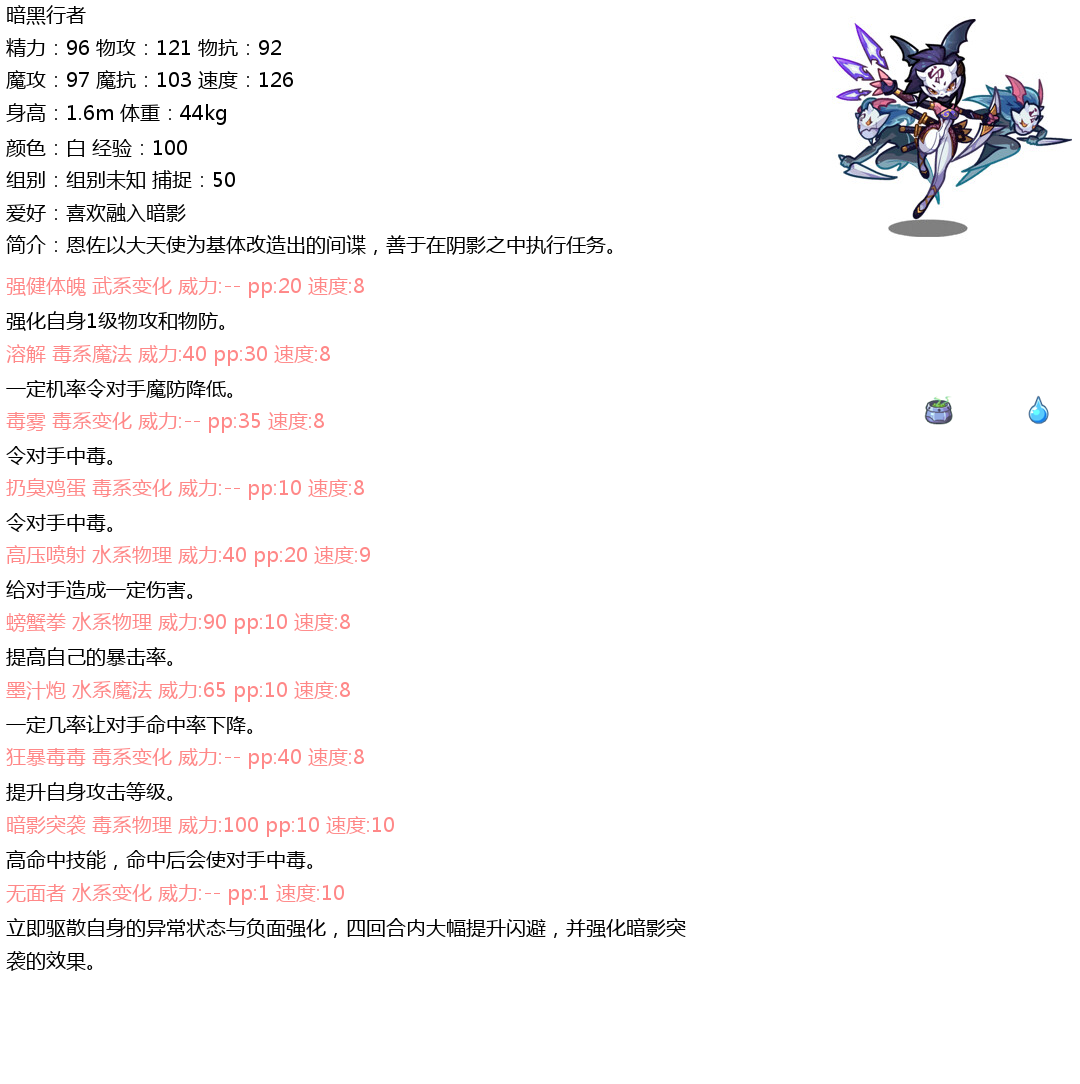 暗黑行者
精力：96 物攻：121 物抗：92
魔攻：97 魔抗：103 速度：126
身高：1.6m 体重：44kg
颜色：白 经验：100
组别：组别未知 捕捉：50
爱好：喜欢融入暗影
简介：恩佐以大天使为基体改造出的间谍，善于在阴影之中执行任务。
强健体魄 武系变化 威力:-- pp:20 速度:8
强化自身1级物攻和物防。
溶解 毒系魔法 威力:40 pp:30 速度:8
一定机率令对手魔防降低。
毒雾 毒系变化 威力:-- pp:35 速度:8
令对手中毒。
扔臭鸡蛋 毒系变化 威力:-- pp:10 速度:8
令对手中毒。
高压喷射 水系物理 威力:40 pp:20 速度:9
给对手造成一定伤害。
螃蟹拳 水系物理 威力:90 pp:10 速度:8
提高自己的暴击率。
墨汁炮 水系魔法 威力:65 pp:10 速度:8
一定几率让对手命中率下降。
狂暴毒毒 毒系变化 威力:-- pp:40 速度:8
提升自身攻击等级。
暗影突袭 毒系物理 威力:100 pp:10 速度:10
高命中技能，命中后会使对手中毒。
无面者 水系变化 威力:-- pp:1 速度:10
立即驱散自身的异常状态与负面强化，四回合内大幅提升闪避，并强化暗影突
袭的效果。